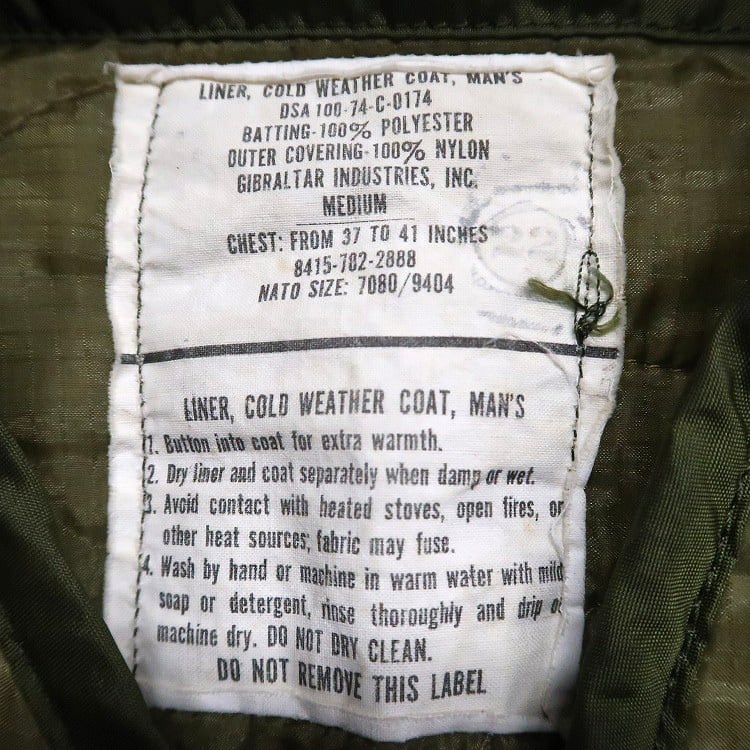 LINER, COLD WEATHER COAT, MAN'S
DSA 100-74-C-0174
BATTING-100% POLYESTER
OUTER COVERING-100% NYLON
GIBRALTAR INDUSTRIES, INC.
MEDIUM
CHEST: FROM 37 TO 41 INCHES
8415-702-2888
NATO SIZE: 7080/9404
22
LINER, COLD WEATHER COAT, MAN'S
1. Button into coat for extra warmth.
2. Dry liner and coat separately when damp or wet.
3. Avoid contact with heated stoves, open fires, or
other heat sources; fabric may fuse.
4. Wash by hand or machine in warm water with mild
soap or detergent, rinse thoroughly and drip or
machine dry. DO NOT DRY CLEAN.
DO NOT REMOVE THIS LABEL